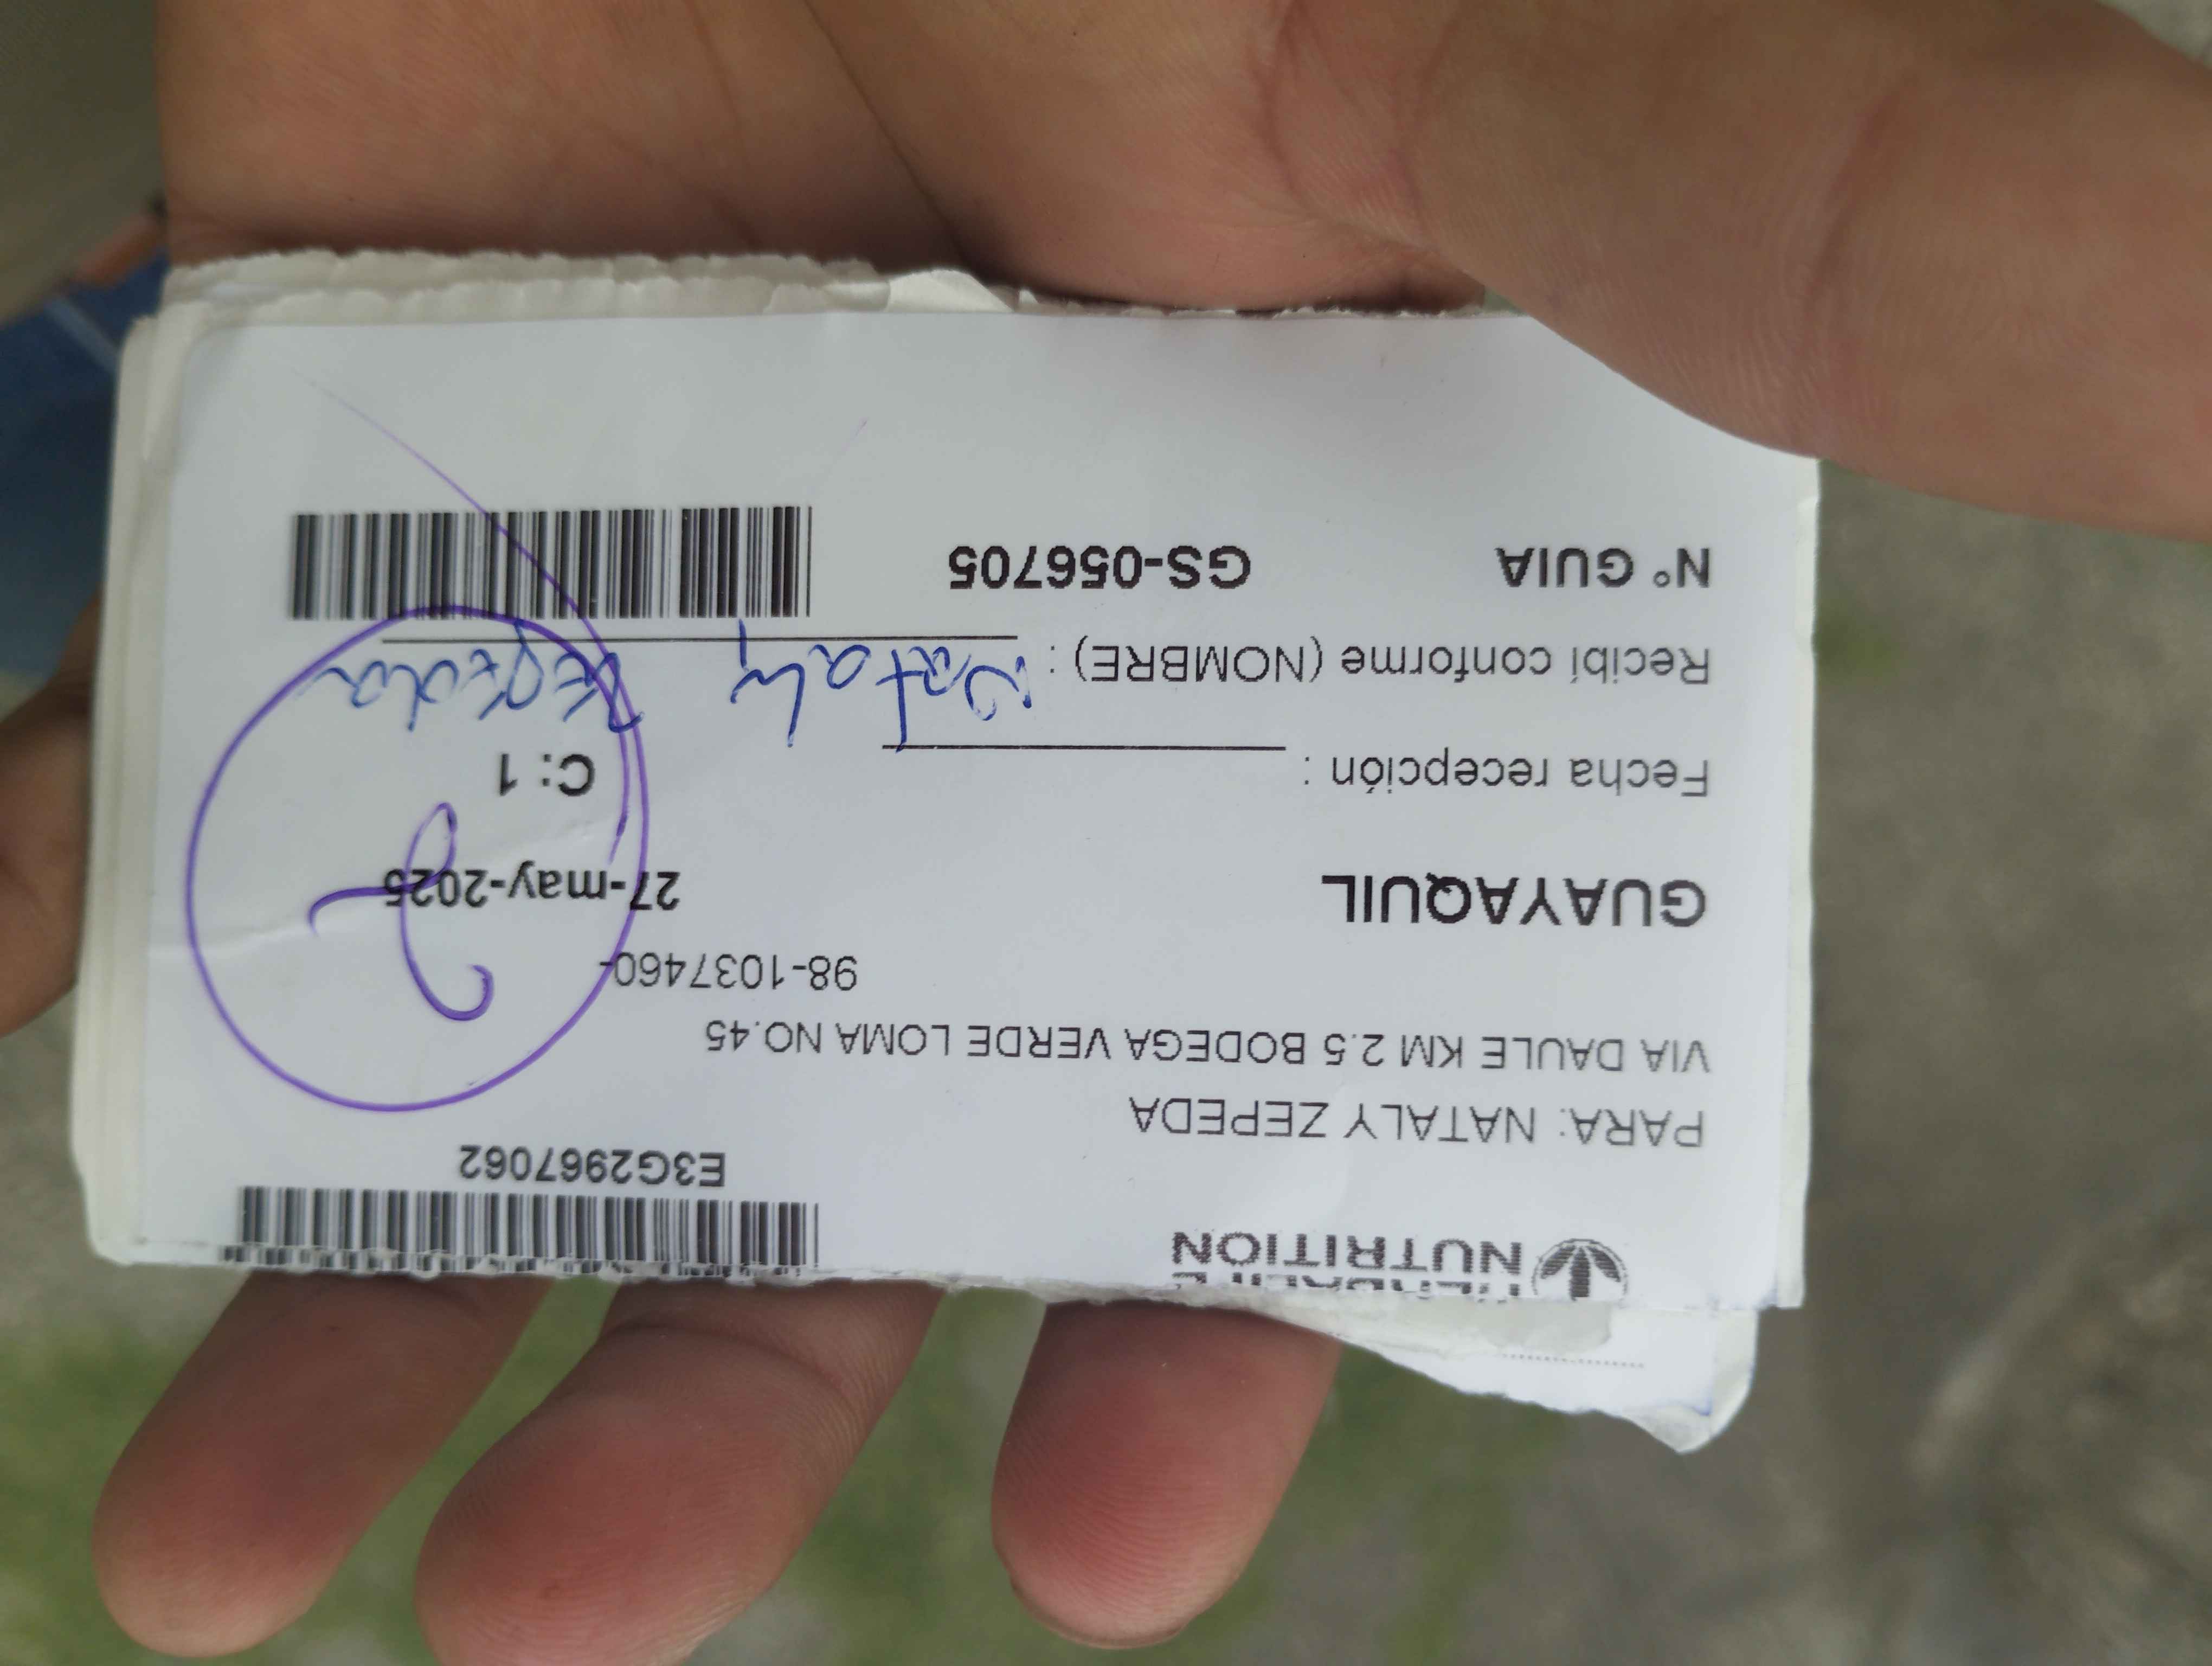 NUTRITION
E3G2967062
PARA: NATALY ZEPEDA
VIA DAULE KM 2.5 BODEGA VERDE LOMA NO.45
98-1037460-
GUAYAQUIL 27-may-2025
Fecha recepción : C: 1
Recibí conforme (NOMBRE) : Nataly Zepeda
N° GUIA GS-056705